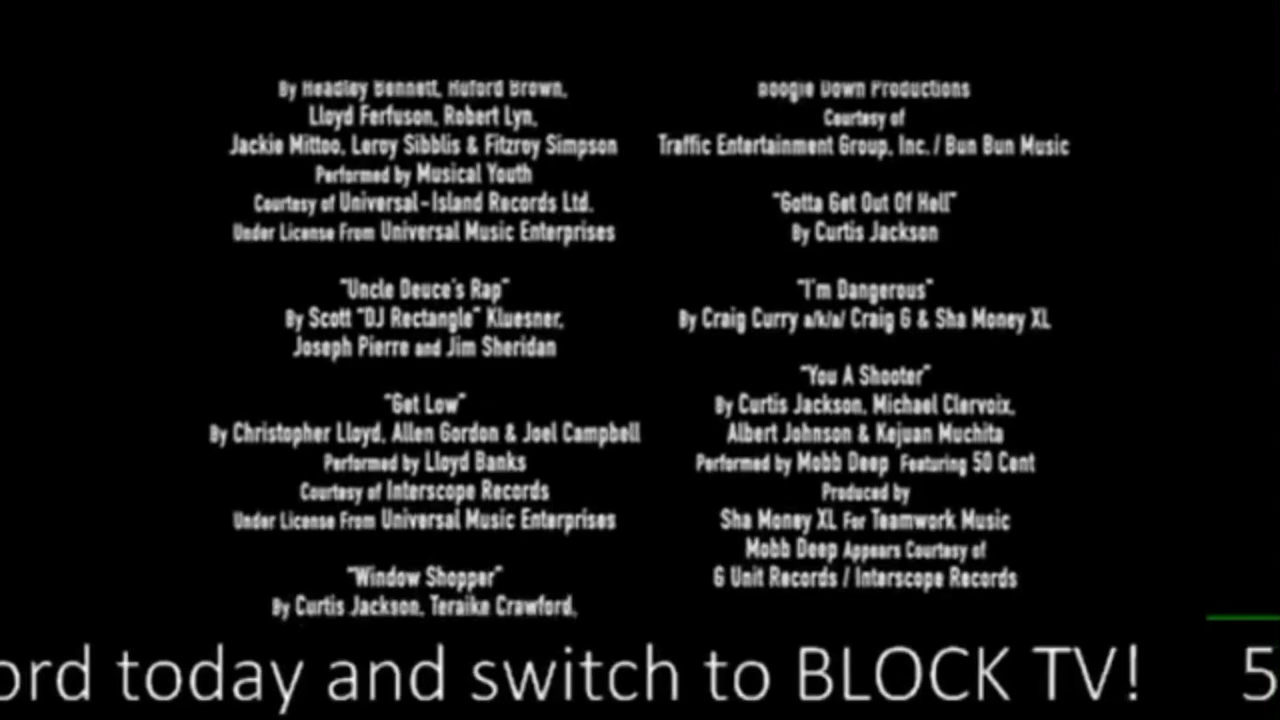 By Headley Bennett, Huford Brown,
Lloyd Ferfuson, Robert Lyn,
Jackie Mittoo, Leroy Sibblis & Fitzroy Simpson
Performed by Musical Youth
Courtesy of Universal-Island Records Ltd.
Under License From Universal Music Enterprises
"Uncle Deuce's Rap"
By Scott "DJ Rectangle" Kluesner,
Joseph Pierre and Jim Sheridan
"Get Low"
By Christopher Lloyd, Allen Gordon & Joel Campbell
Performed by Lloyd Banks
Courtesy of Interscope Records
Under License From Universal Music Enterprises
"Window Shopper"
By Curtis Jackson, Teraike Crawford,
Boogie Down Productions
Courtesy of
Traffic Entertainment Group, Inc. / Bun Bun Music
"Gotta Get Out Of Hell"
By Curtis Jackson
"I'm Dangerous"
By Craig Curry a/k/a/ Craig G & Sha Money XL
"You A Shooter"
By Curtis Jackson, Michael Clervoix,
Albert Johnson & Kejuan Muchita
Performed by Mobb Deep Featuring 50 Cent
Produced by
Sha Money XL For Teamwork Music
Mobb Deep Appears Courtesy of
G Unit Records / Interscope Records
ord today and switch to BLOCK TV! 5